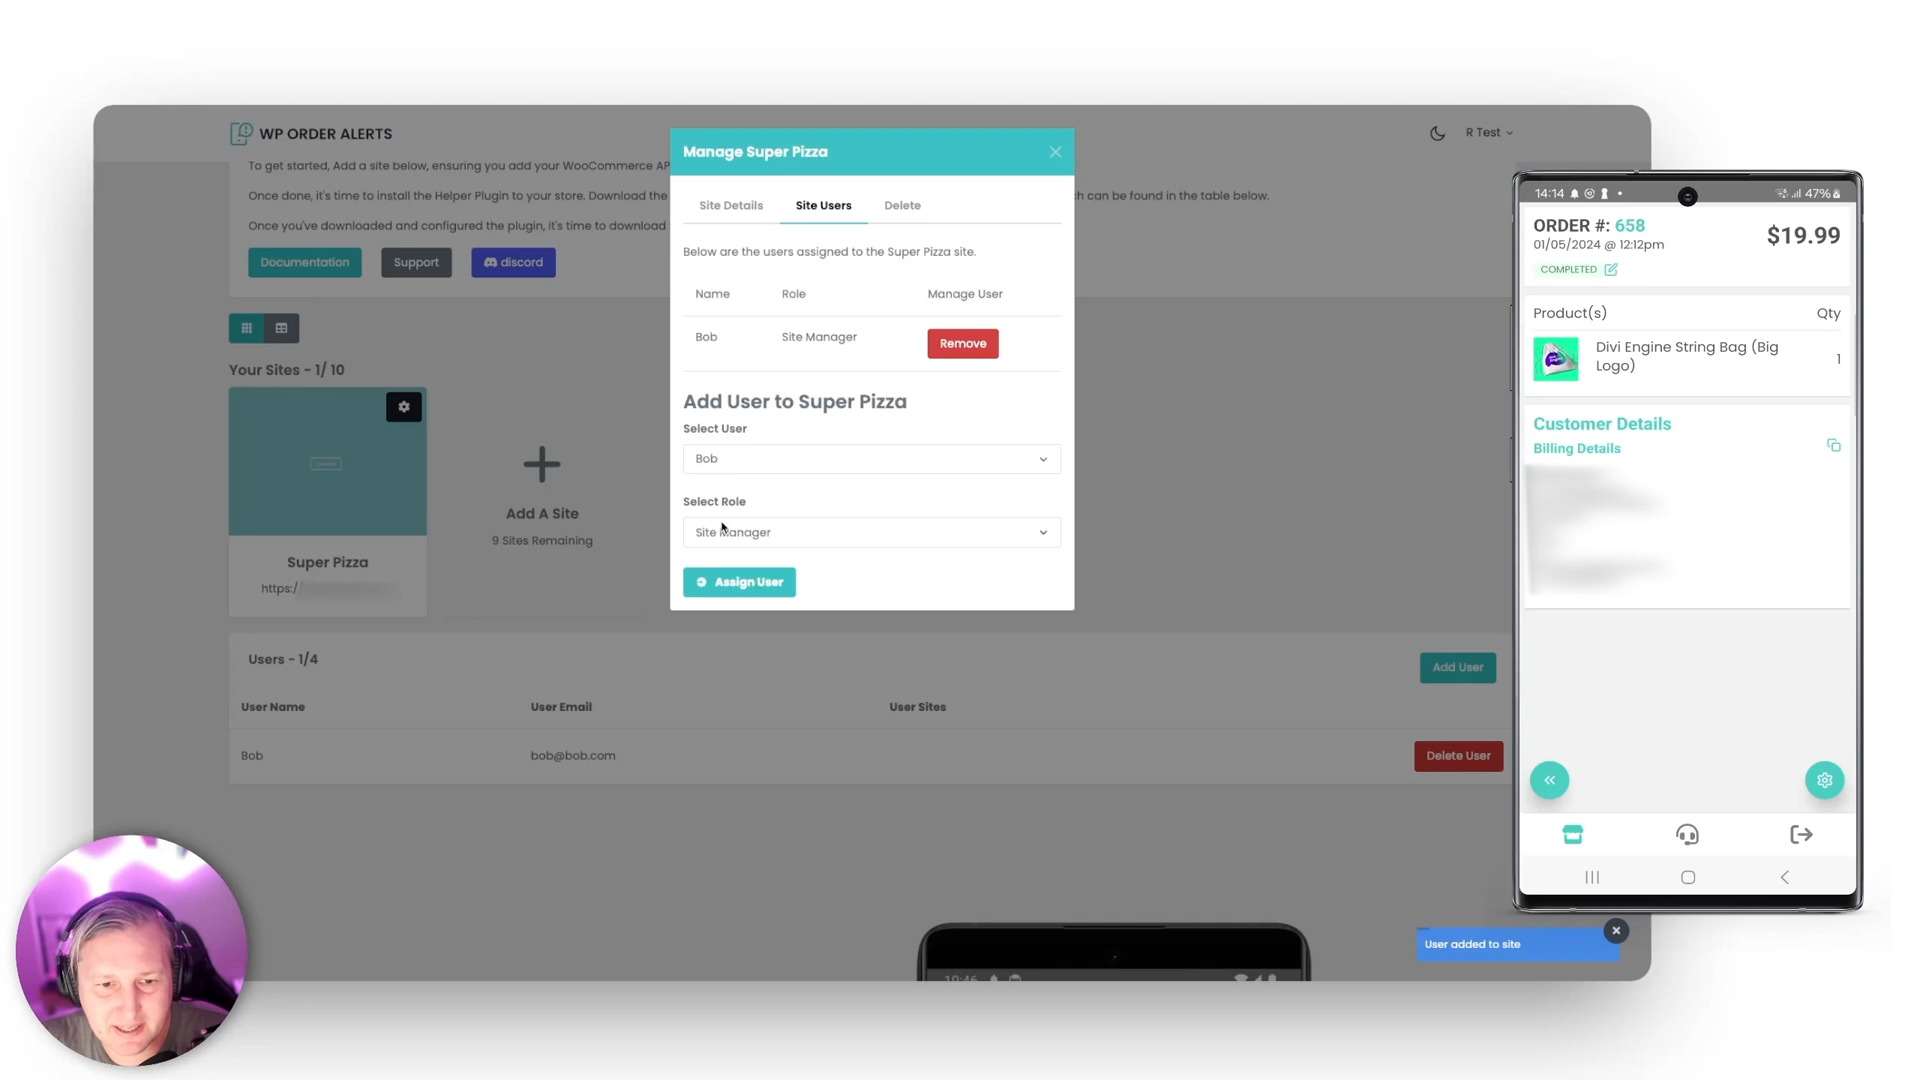 WP ORDER ALERTS
R Test
To get started, Add a site below, ensuring you add your WooCommerce AP
Once done, it's time to install the Helper Plugin to your store. Download the
ch can be found in the table below.
Once you've downloaded and configured the plugin, it's time to download
Documentation
Support
discord
Your Sites - 1/ 10
Super Pizza
https:/
Add A Site
9 Sites Remaining
Users - 1/4
Add User
User Name
User Email
User Sites
Bob
bob@bob.com
Delete User
Manage Super Pizza
Site Details
Site Users
Delete
Below are the users assigned to the Super Pizza site.
Name
Role
Manage User
Bob
Site Manager
Remove
Add User to Super Pizza
Select User
Bob
Select Role
Site Manager
Assign User
14:14
47%
ORDER #: 658
$19.99
01/05/2024 @ 12:12pm
COMPLETED
Product(s)
Qty
Divi Engine String Bag (Big
Logo)
1
Customer Details
Billing Details
User added to site
10:46